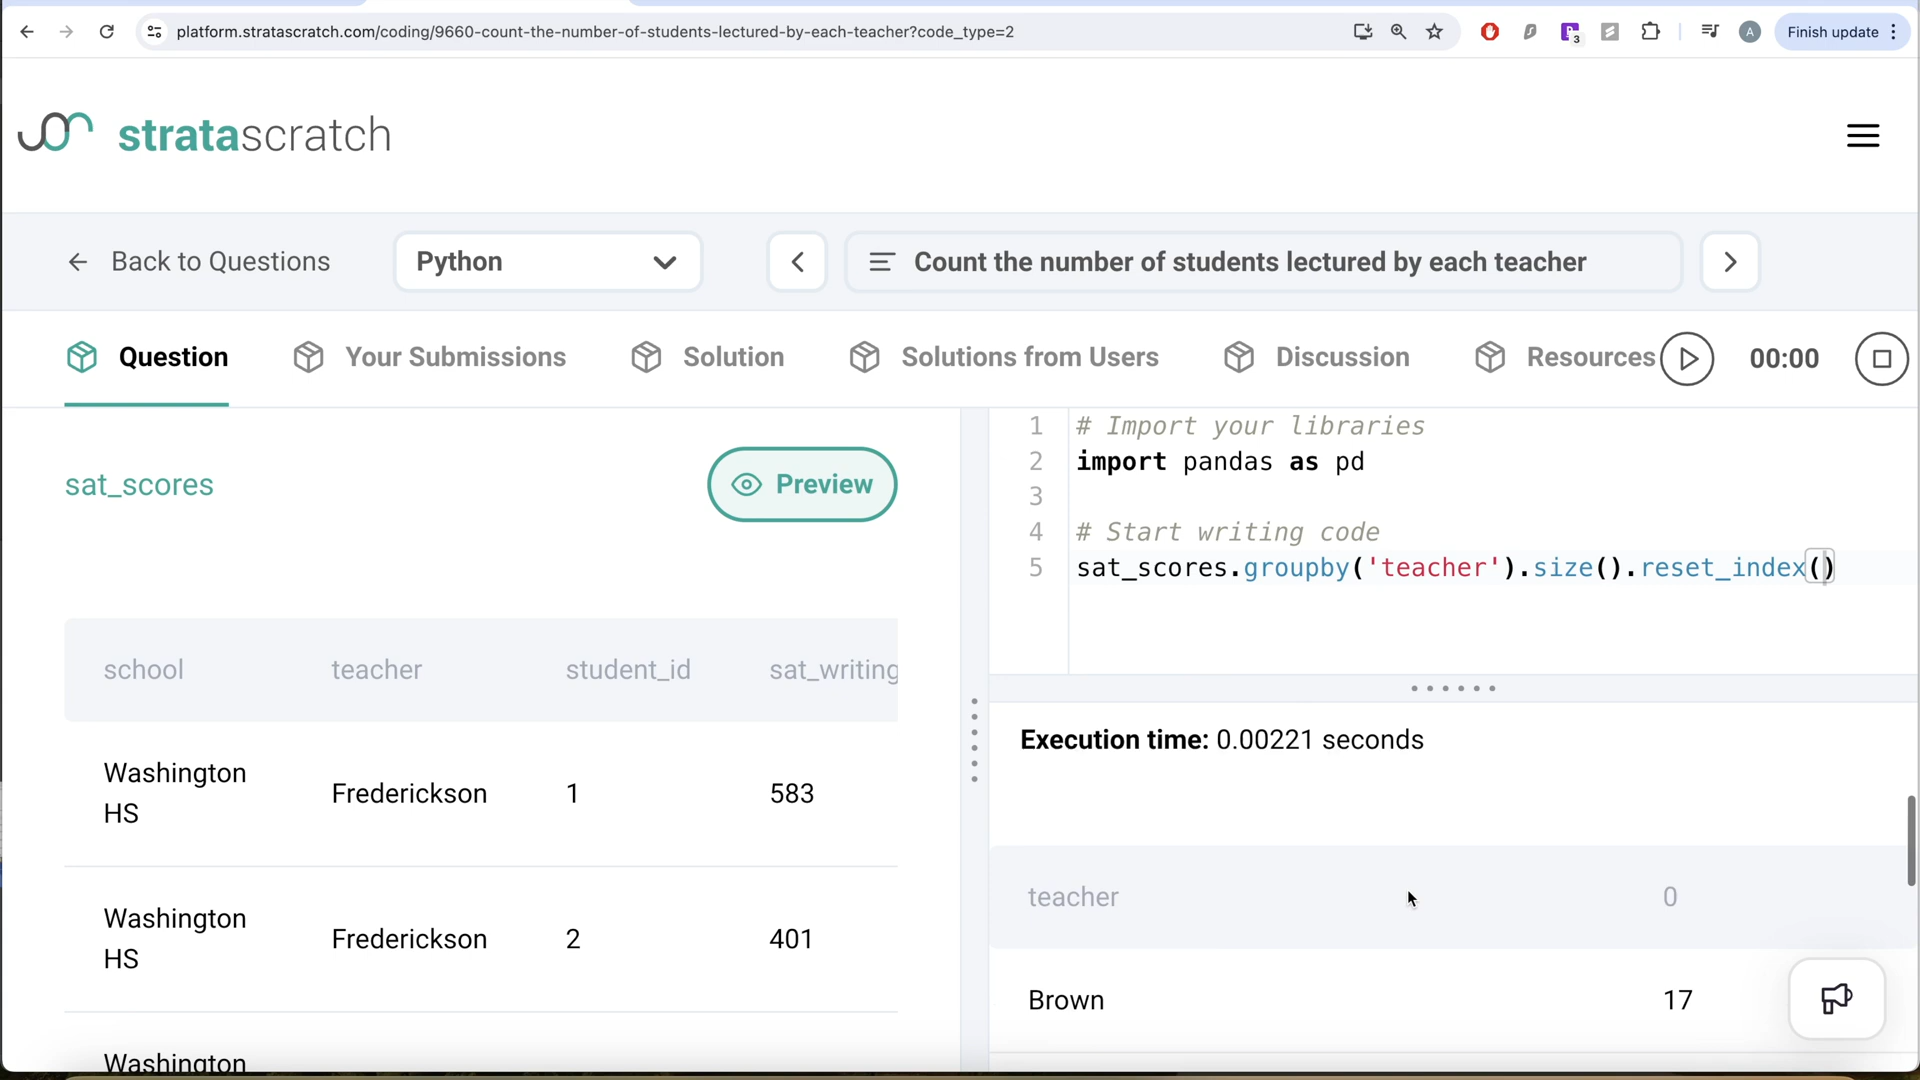 platform.stratascratch.com/coding/9660-count-the-number-of-students-lectured-by-each-teacher?code_type=2
3
A
Finish update
stratascratch
Back to Questions
Python
Count the number of students lectured by each teacher
Question
Your Submissions
Solution
Solutions from Users
Discussion
Resources
00:00
sat_scores
Preview
school teacher student_id sat_writing
Washington HS Frederickson 1 583
Washington HS Frederickson 2 401
Washington
1 # Import your libraries
2 import pandas as pd
3
4 # Start writing code
5 sat_scores.groupby('teacher').size().reset_index()
Execution time: 0.00221 seconds
teacher 0
Brown 17